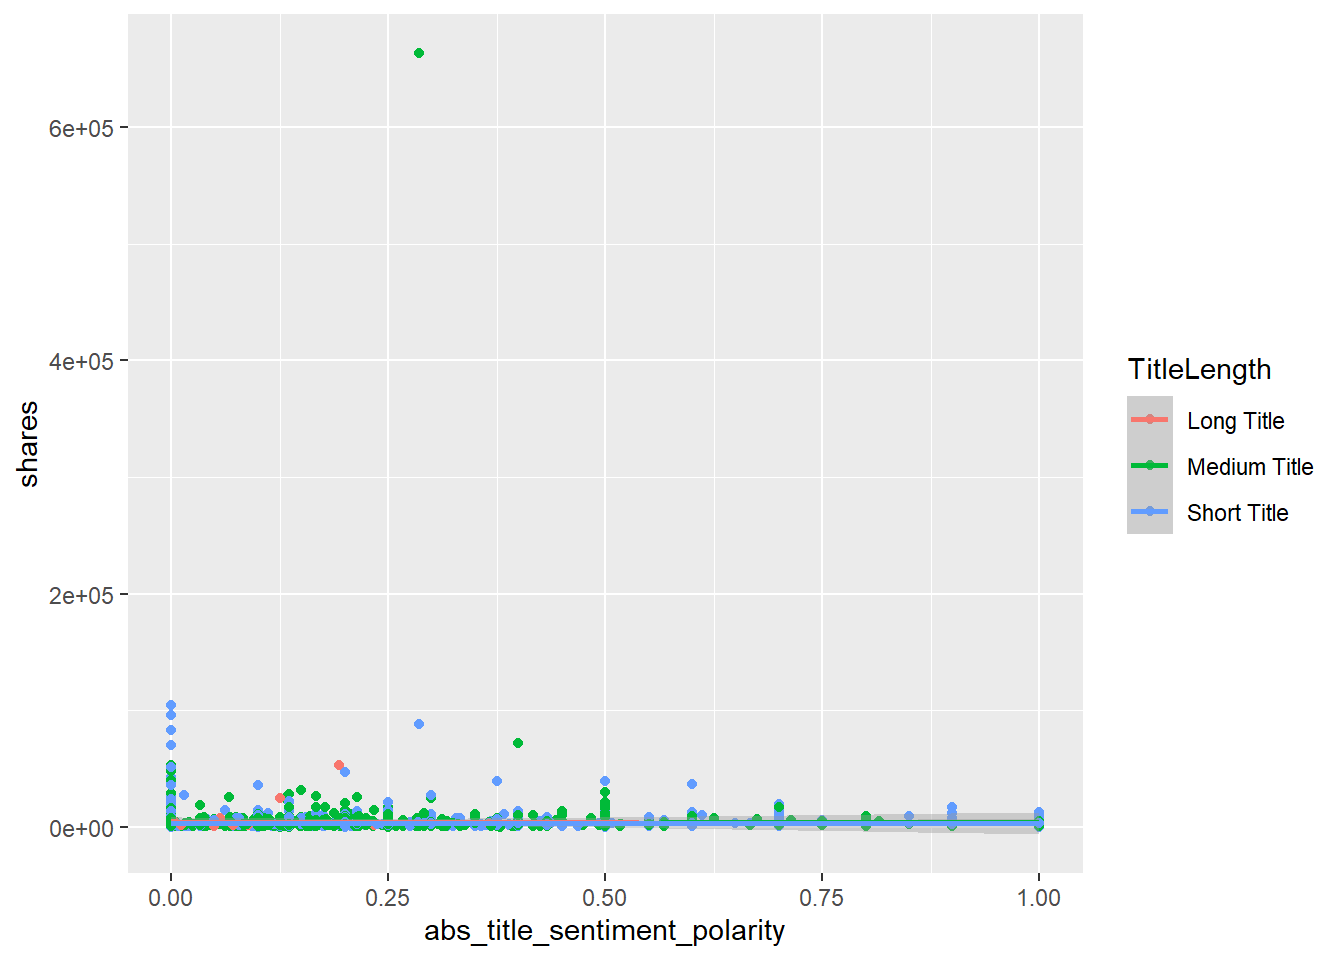 6e+05
4e+05
2e+05
0e+00
shares
0.00 0.25 0.50 0.75 1.00
abs_title_sentiment_polarity
TitleLength
Long Title
Medium Title
Short Title